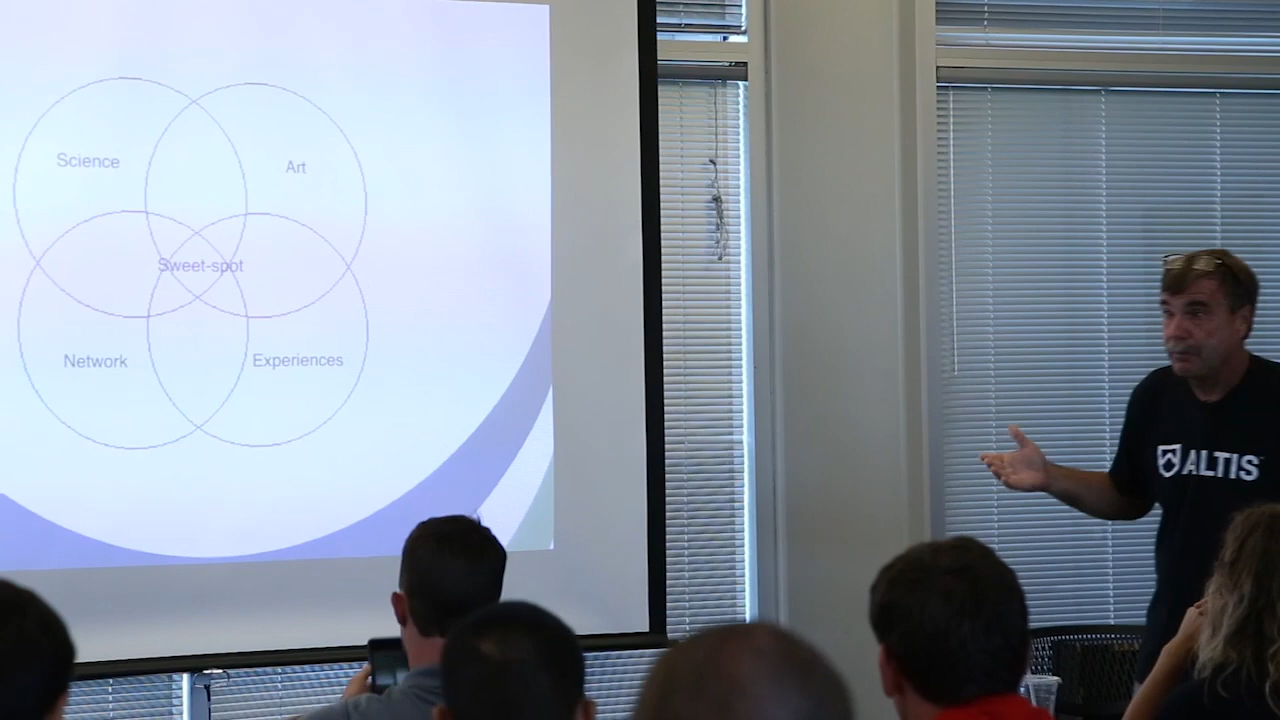 Science
Art
Sweet-spot
Network
Experiences
ALTIS